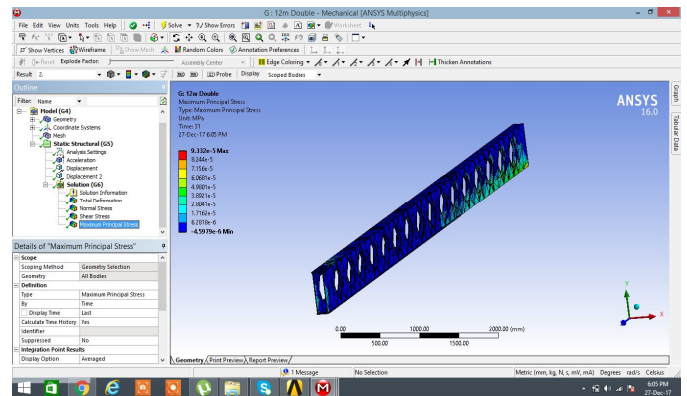 G : 12m Double - Mechanical [ANSYS Multiphysics]
File Edit View Units Tools Help Solve ▾ ?/ Show Errors Worksheet
Show Vertices Wireframe Show Mesh Random Colors Annotation Preferences
Reset Explode Factor: Assembly Center Edge Coloring Thicken Annotations
Result 2. Probe Display Scoped Bodies
Outline
Filter: Name
Model (G4)
Geometry
Coordinate Systems
Mesh
Static Structural (G5)
Analysis Settings
Acceleration
Displacement
Displacement 2
Solution (G6)
Solution Information
Total Deformation
Normal Stress
Shear Stress
Maximum Principal Stress
Details of "Maximum Principal Stress"
Scope
Scoping Method Geometry Selection
Geometry All Bodies
Definition
Type Maximum Principal Stress
By Time
Display Time Last
Calculate Time History Yes
Identifier
Suppressed No
Integration Point Results
Display Option Averaged
G: 12m Double
Maximum Principal Stress
Type: Maximum Principal Stress
Unit: MPa
Time: 31
27-Dec-17 6:05 PM
9.332e-5 Max
8.244e-5
7.156e-5
6.0681e-5
4.9801e-5
3.8921e-5
2.8041e-5
1.7162e-5
6.2818e-6
-4.5979e-6 Min
ANSYS
16.0
Graph
Tabular Data
Y
X
0.00 1000.00 2000.00 (mm)
500.00 1500.00
Geometry Print Preview Report Preview
1 Message No Selection Metric (mm, kg, N, s, mV, mA) Degrees rad/s Celsius
6:05 PM
27-Dec-17